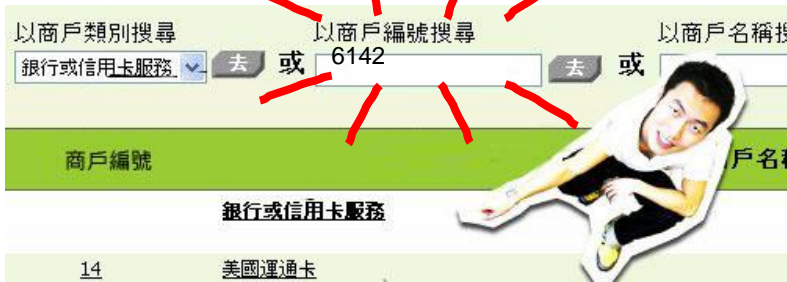 以商戶類別搜尋 以商戶編號搜尋 以商戶名稱搜
銀行或信用卡服務 去 或 6142 去 或
商戶編號 戶名稱
銀行或信用卡服務
14 美國運通卡